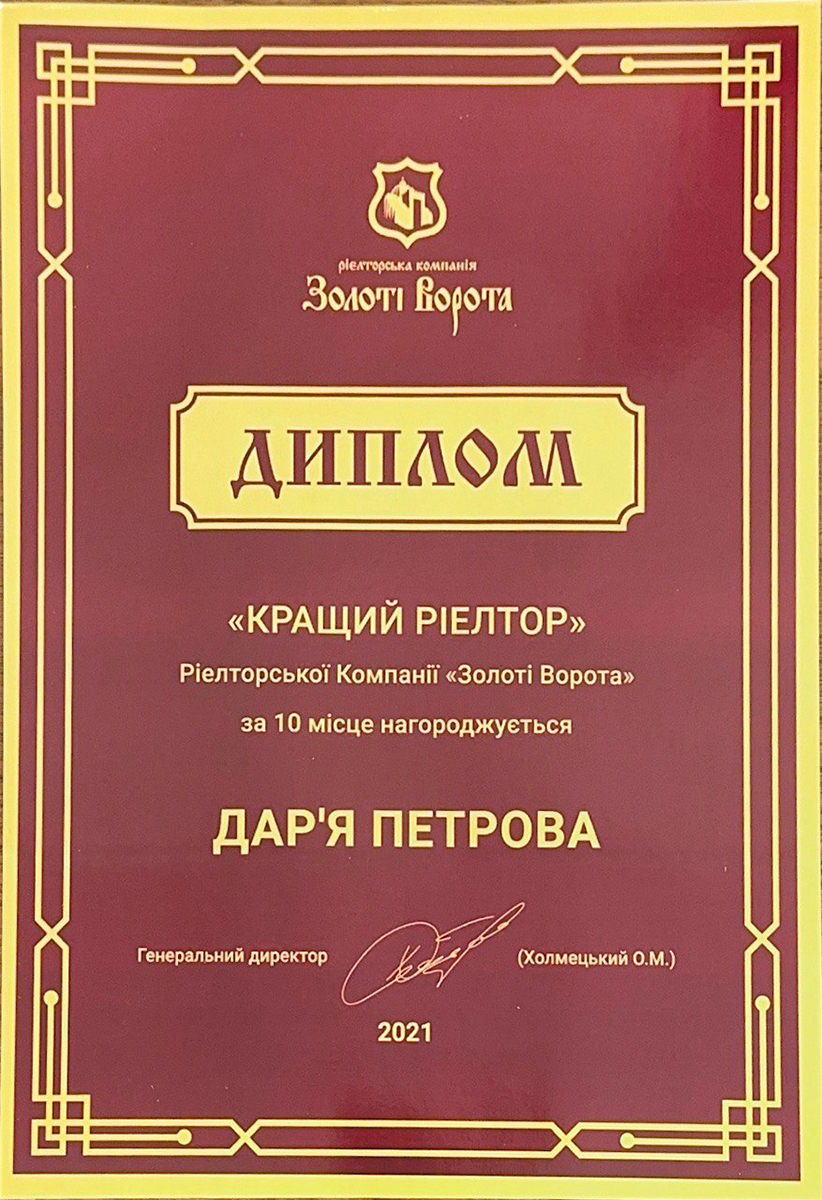 ріелторська компанія
Золоті Ворота
ДИПЛОМ
«КРАЩИЙ РІЕЛТОР»
Ріелторської Компанії «Золоті Ворота»
за 10 місце нагороджується
ДАР'Я ПЕТРОВА
Генеральний директор (Холмецький О.М.)
2021